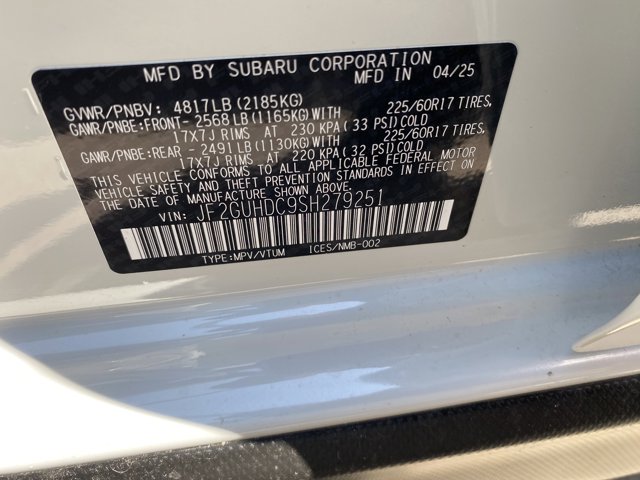 MFD BY SUBARU CORPORATION
MFD IN 04/25
GVWR/PNBV: 4817LB (2185KG)
GAWR/PNBE:FRONT- 2568 LB (1165KG)WITH 225/60R17 TIRES,
17X7J RIMS AT 230 KPA (33 PSI)COLD
GAWR/PNBE:REAR - 2491 LB (1130KG)WITH 225/60R17 TIRES,
17X7J RIMS AT 220 KPA (32 PSI)COLD
THIS VEHICLE CONFORMS TO ALL APPLICABLE FEDERAL MOTOR
VEHICLE SAFETY AND THEFT PREVENTION STANDARDS IN EFFECT ON
THE DATE OF MANUFACTURE SHOWN ABOVE.
VIN: JF2GUHDC9SH279251
TYPE:MPV/VTUM ICES/NMB-002